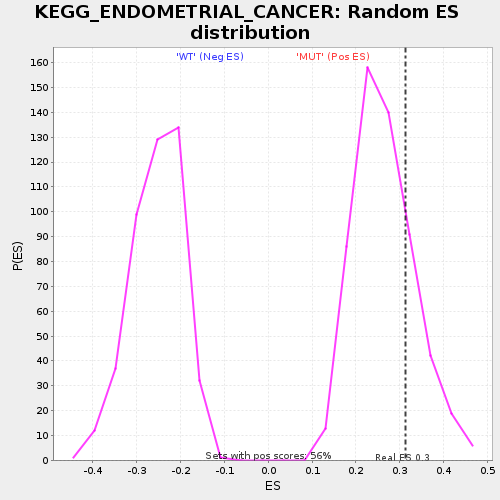 KEGG_ENDOMETRIAL_CANCER: Random ES
distribution
'WT' (Neg ES) 'MUT' (Pos ES)
160
150
140
130
120
110
100
90
80
70
60
50
40
30
20
10
0
P(ES)
Sets with pos scores: 56%
Real ES 0.3
-0.4 -0.3 -0.2 -0.1 0.0 0.1 0.2 0.3 0.4 0.5
ES